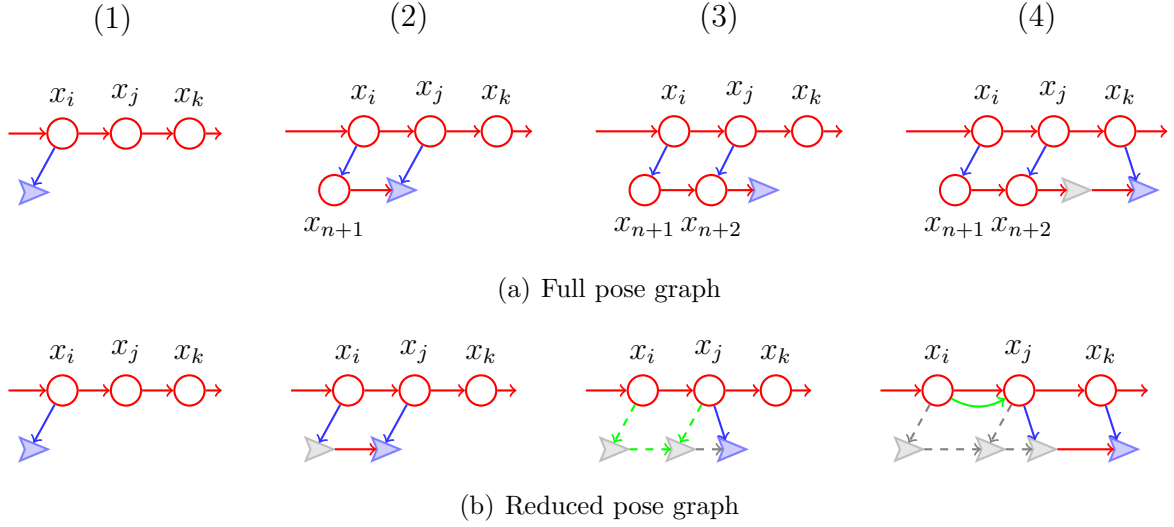 (1) (2) (3) (4)
x_i x_j x_k x_i x_j x_k x_i x_j x_k x_i x_j x_k
x_{n+1} x_{n+1} x_{n+2} x_{n+1} x_{n+2}
(a) Full pose graph
x_i x_j x_k x_i x_j x_k x_i x_j x_k x_i x_j x_k
(b) Reduced pose graph